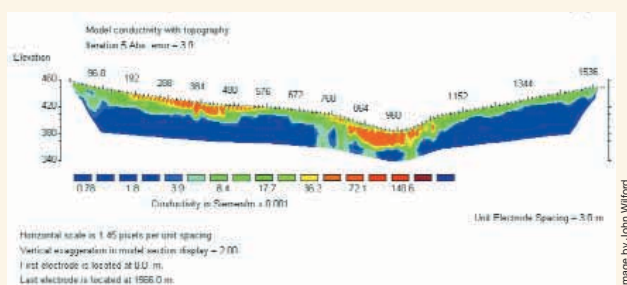 Model conductivity with topography
Iteration 5 Abs. error = 3.0
Elevation
460
420
380
340
96.0 192 288 384 480 576 672 768 864 960 1152 1344 1536
0.78 1.8 3.9 8.4 17.7 36.2 72.1 140.6
Conductivity in Siemen/m x 0.001
Unit Electrode Spacing = 3.0 m
Horizontal scale is 1.45 pixels per unit spacing
Vertical exaggeration in model section display = 2.00
First electrode is located at 0.0 m.
Last electrode is located at 1566.0 m.
Image by John Wilford